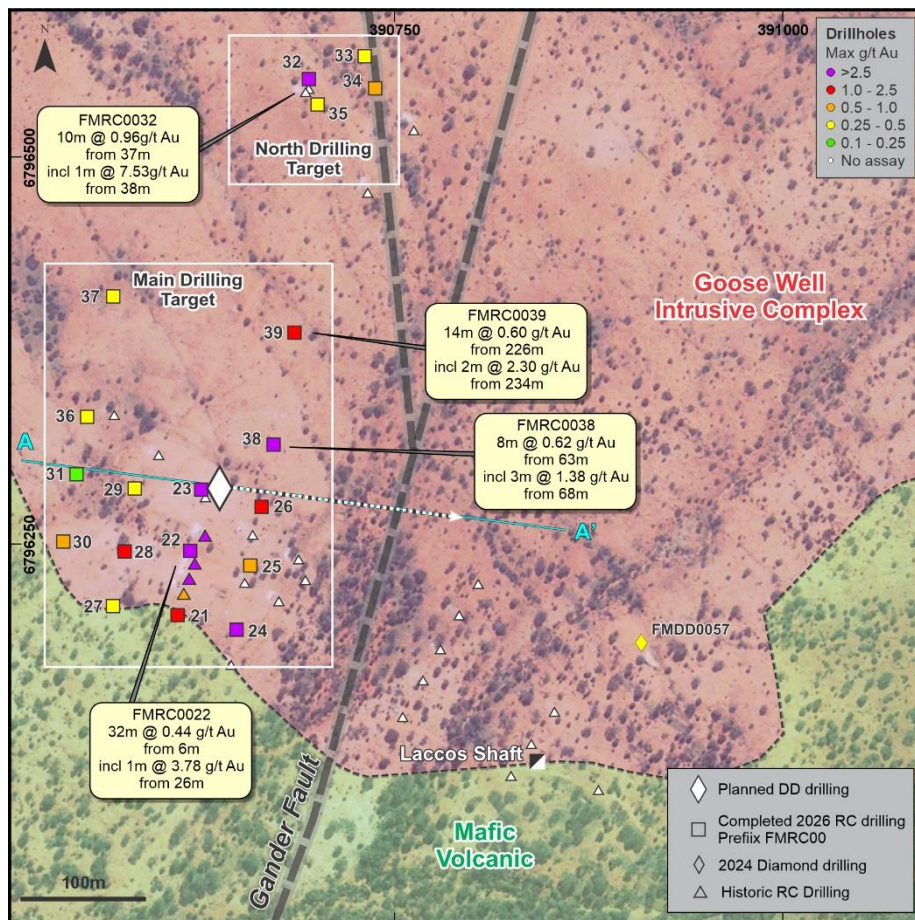 390750
391000
N
6796500
6796250
Drillholes
Max g/t Au
>2.5
1.0 - 2.5
0.5 - 1.0
0.25 - 0.5
0.1 - 0.25
No assay
32
33
34
35
North Drilling
Target
FMRC0032
10m @ 0.96g/t Au
from 37m
incl 1m @ 7.53g/t Au
from 38m
Main Drilling
Target
37
39
FMRC0039
14m @ 0.60 g/t Au
from 226m
incl 2m @ 2.30 g/t Au
from 234m
Goose Well
Intrusive Complex
36
38
FMRC0038
8m @ 0.62 g/t Au
from 63m
incl 3m @ 1.38 g/t Au
from 68m
A
31
29
23
26
A'
30
28
22
25
27
21
24
FMDD0057
FMRC0022
32m @ 0.44 g/t Au
from 6m
incl 1m @ 3.78 g/t Au
from 26m
Gander Fault
Laccos Shaft
Mafic
Volcanic
100m
Planned DD drilling
Completed 2026 RC drilling
Prefiix FMRC00
2024 Diamond drilling
Historic RC Drilling